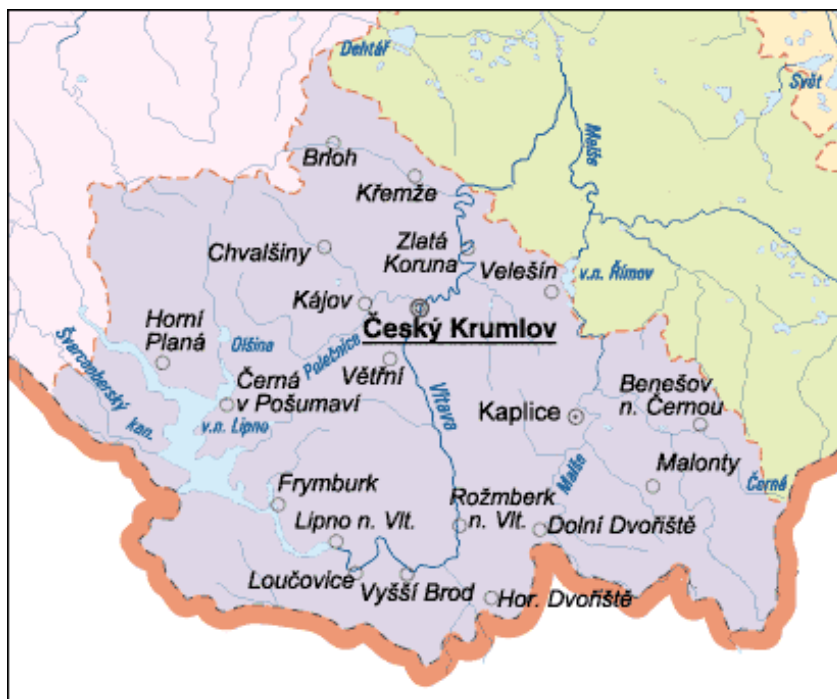 Dehtář
Svět
Malše
Brloh
Křemže
Chvalšiny
Zlatá
Koruna
Velešín
v.n. Římov
Kájov
Český Krumlov
Horní
Planá
Olšina
Polečnice
Švarcenberský
kan.
Větřní
Vltava
Černá
v Pošumaví
v.n. Lipno
Benešov
n. Černou
Kaplice
Malonty
Černá
Malše
Frymburk
Lipno n. Vlt.
Rožmberk
n. Vlt.
Dolní Dvořiště
Loučovice
Vyšší Brod
Hor. Dvořiště